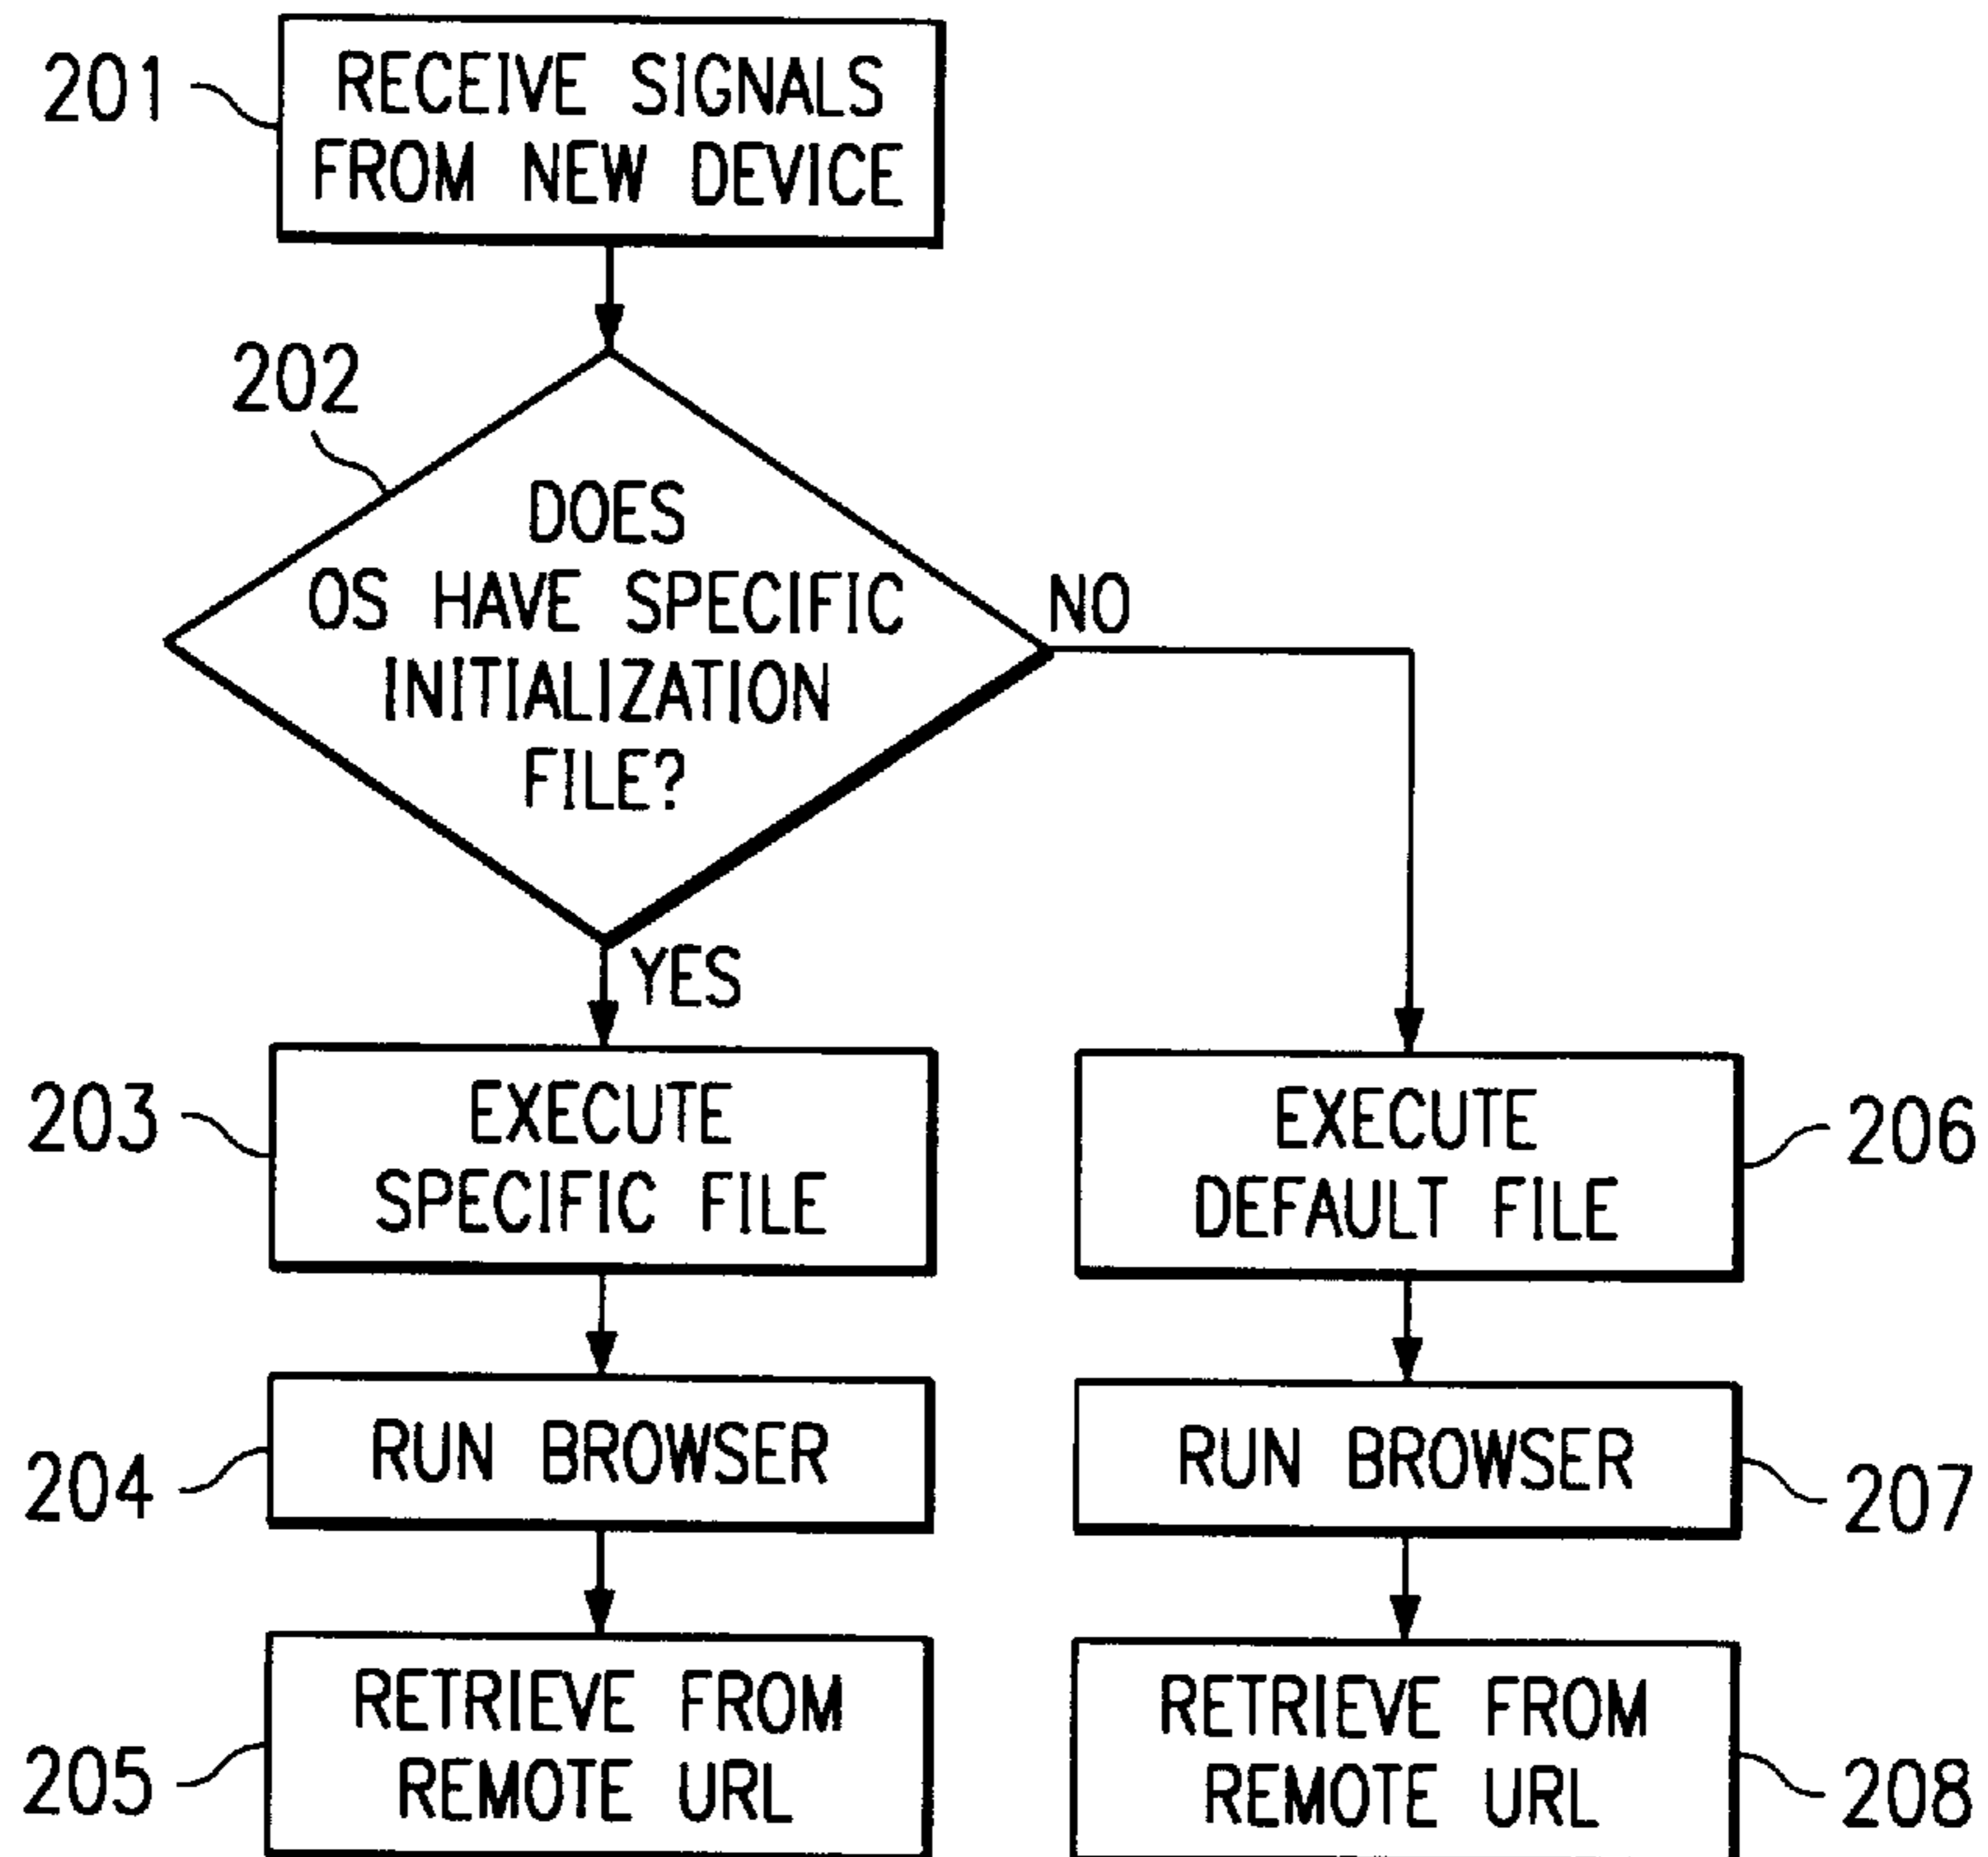 201
RECEIVE SIGNALS
FROM NEW DEVICE
202
DOES
OS HAVE SPECIFIC
INITIALIZATION
FILE?
NO
YES
203
EXECUTE
SPECIFIC FILE
EXECUTE
DEFAULT FILE
206
204
RUN BROWSER
RUN BROWSER
207
205
RETRIEVE FROM
REMOTE URL
RETRIEVE FROM
REMOTE URL
208